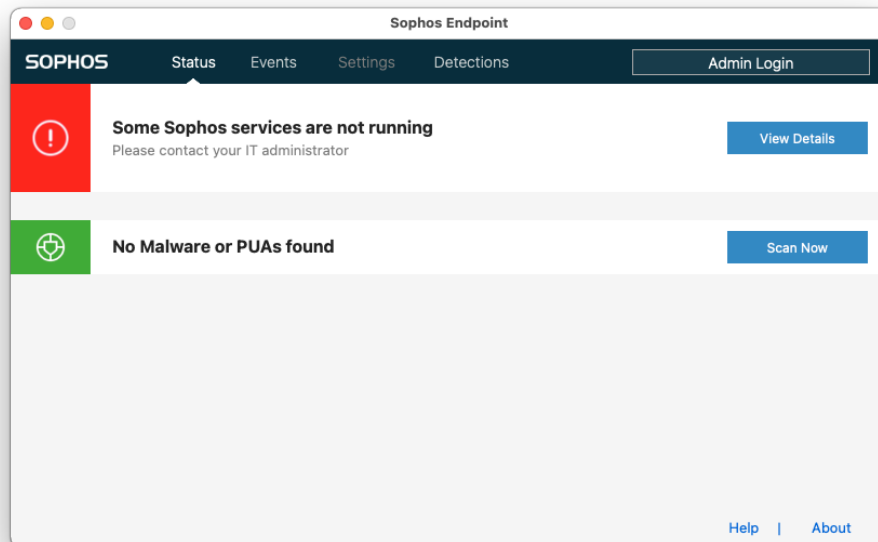 Sophos Endpoint
SOPHOS Status Events Settings Detections Admin Login
Some Sophos services are not running
Please contact your IT administrator
View Details
No Malware or PUAs found
Scan Now
Help | About